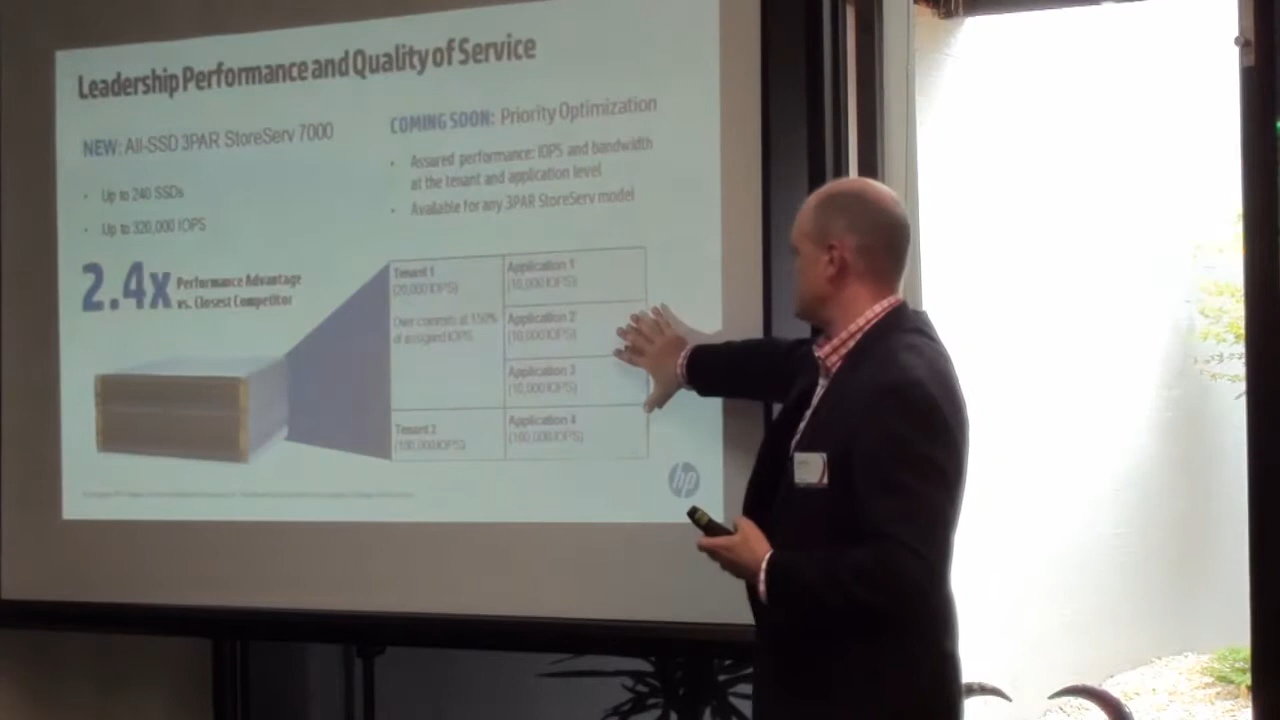 Leadership Performance and Quality of Service
NEW: All-SSD 3PAR StoreServ 7000
• Up to 240 SSDs
• Up to 320,000 IOPS
2.4x Performance Advantage
vs. Closest Competitor
COMING SOON: Priority Optimization
• Assured performance: IOPS and bandwidth
at the tenant and application level
• Available for any 3PAR StoreServ model
Tenant 1
(20,000 IOPS)
Over commits at 150%
of assigned IOPS
Application 1
(10,000 IOPS)
Application 2
(10,000 IOPS)
Application 3
(10,000 IOPS)
Tenant 2
(100,000 IOPS)
Application 4
(100,000 IOPS)
hp